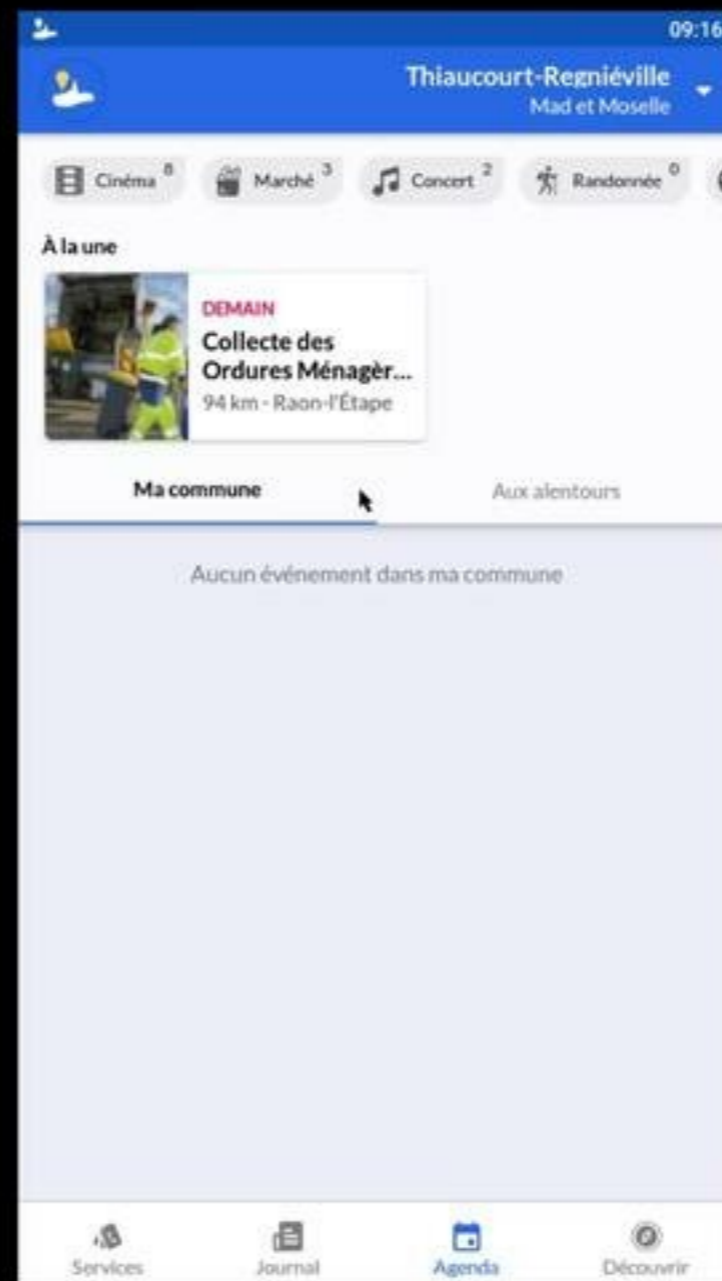 09:16
Thiaucourt-Regniéville
Mad et Moselle
Cinéma 8
Marché 3
Concert 2
Randonnée 0
À la une
DEMAIN
Collecte des
Ordures Ménagèr...
94 km - Raon-l'Étape
Ma commune
Aux alentours
Aucun événement dans ma commune
Services
Journal
Agenda
Découvrir